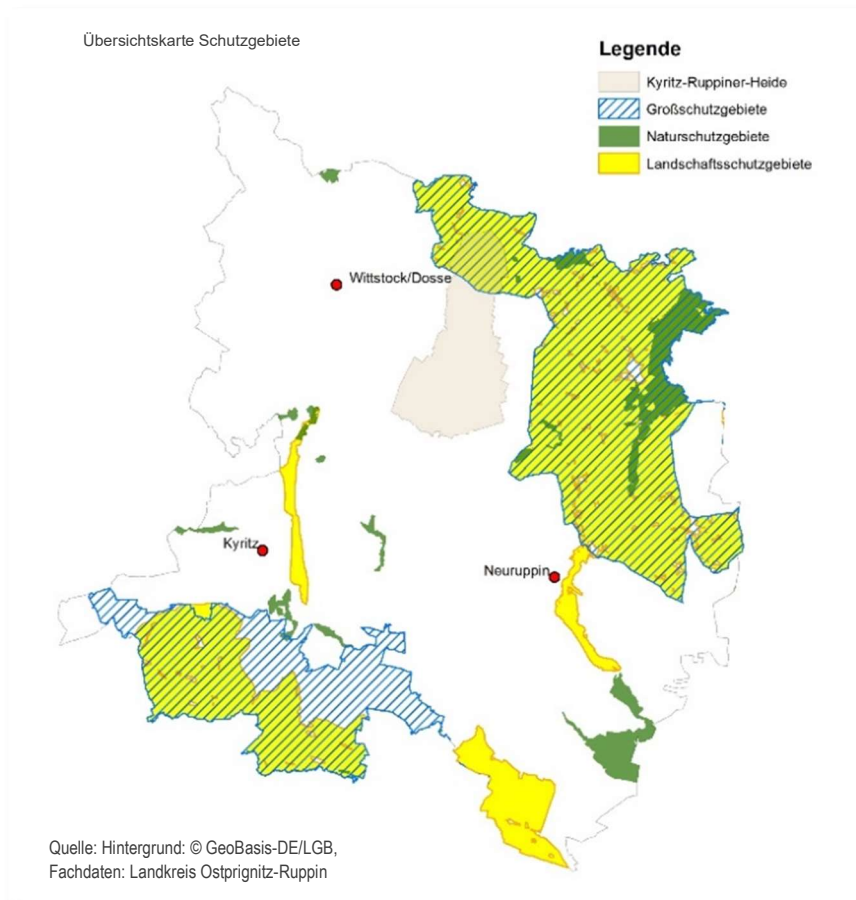 Übersichtskarte Schutzgebiete
Legende
Kyritz-Ruppiner-Heide
Großschutzgebiete
Naturschutzgebiete
Landschaftsschutzgebiete
Wittstock/Dosse
Kyritz
Neuruppin
Quelle: Hintergrund: © GeoBasis-DE/LGB,
Fachdaten: Landkreis Ostprignitz-Ruppin